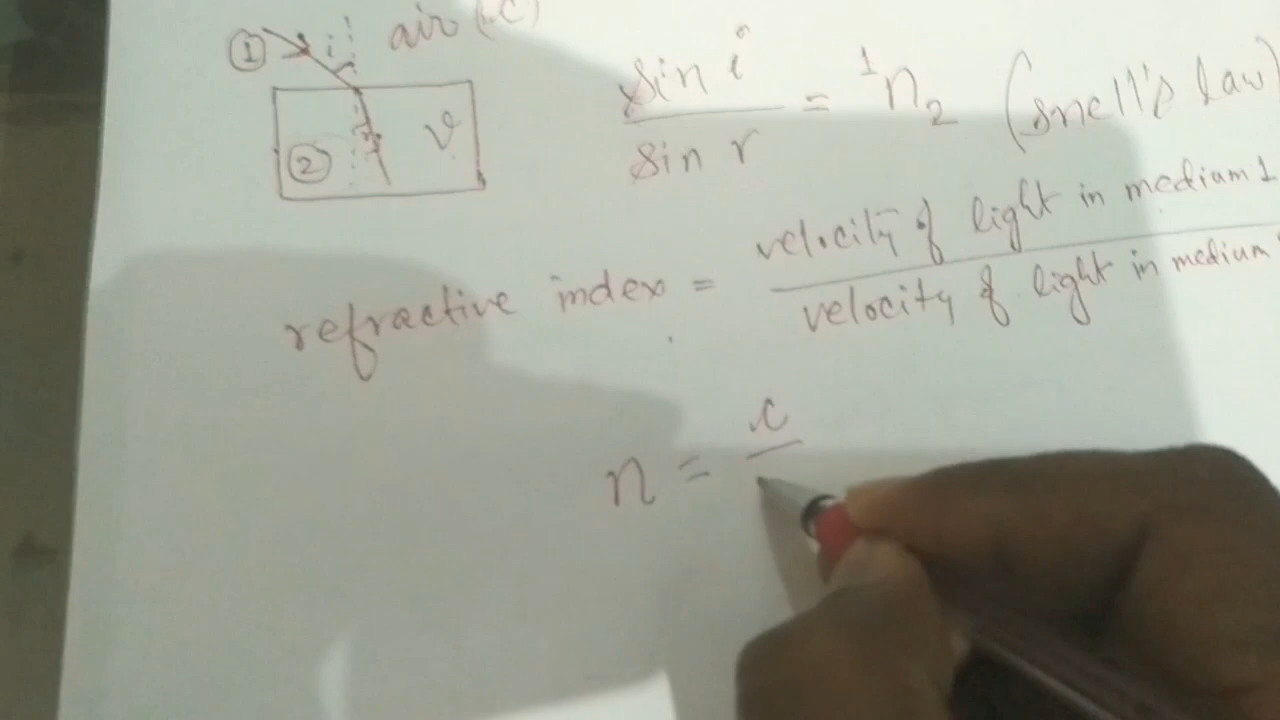 ① i air (c)
② r v
sin i / sin r = ¹n₂ (snell's law)
refractive index = velocity of light in medium 1 / velocity of light in medium
n = c